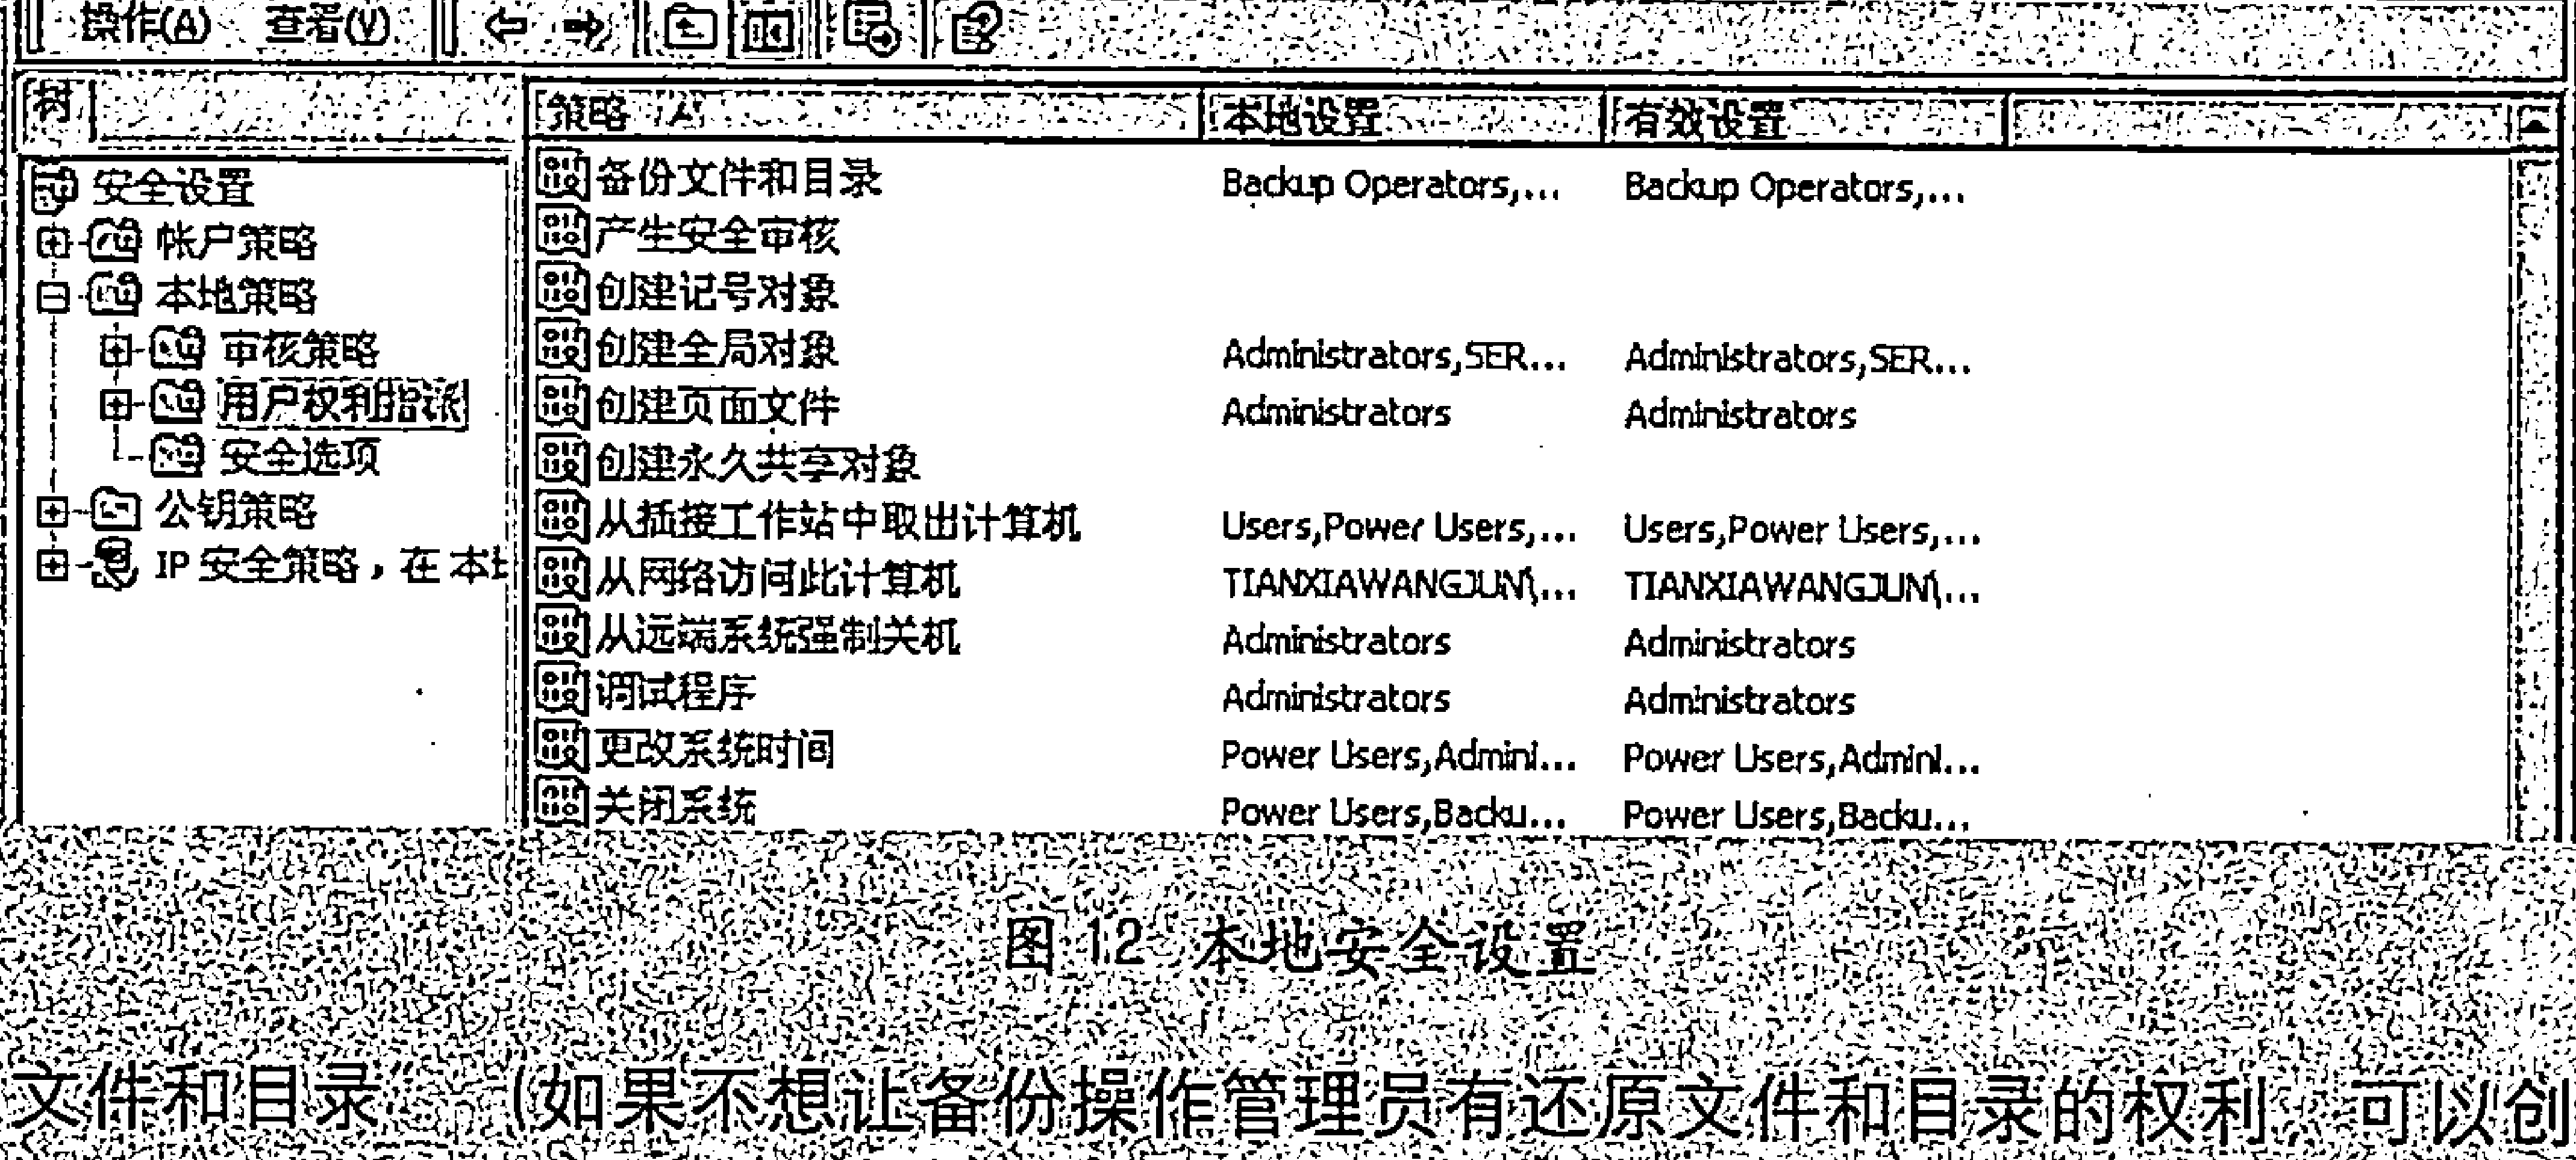 操作(A) 查看(V)
树
策略 本地设置 有效设置
安全设置
帐户策略
本地策略
审核策略
用户权利指派
安全选项
公钥策略
IP 安全策略，在 本
备份文件和目录 Backup Operators,... Backup Operators,...
产生安全审核
创建记号对象
创建全局对象 Administrators,SER... Administrators,SER...
创建页面文件 Administrators Administrators
创建永久共享对象
从插接工作站中取出计算机 Users,Power Users,... Users,Power Users,...
从网络访问此计算机 TIANXIAWANGJUN\... TIANXIAWANGJUN\...
从远端系统强制关机 Administrators Administrators
调试程序 Administrators Administrators
更改系统时间 Power Users,Admini... Power Users,Admini...
关闭系统 Power Users,Backu... Power Users,Backu...
图 12 本地安全设置
文件和目录” (如果不想让备份操作管理员有还原文件和目录的权利 可以创